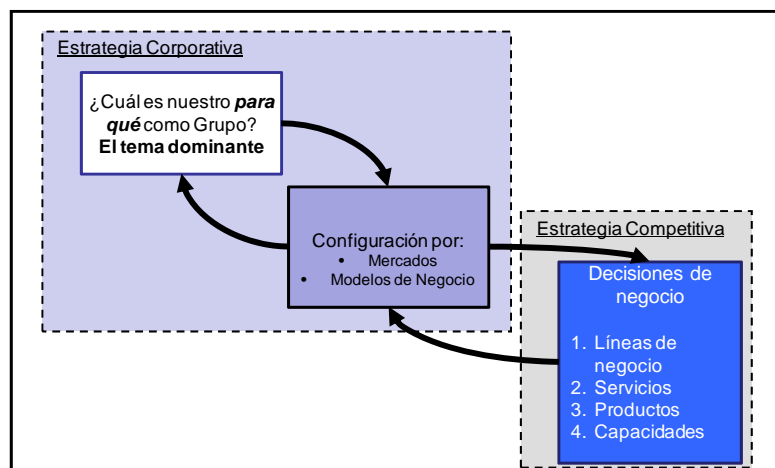 Estrategia Corporativa
¿Cuál es nuestro para
qué como Grupo?
El tema dominante
Configuración por:
• Mercados
• Modelos de Negocio
Estrategia Competitiva
Decisiones de
negocio
1. Líneas de
negocio
2. Servicios
3. Productos
4. Capacidades